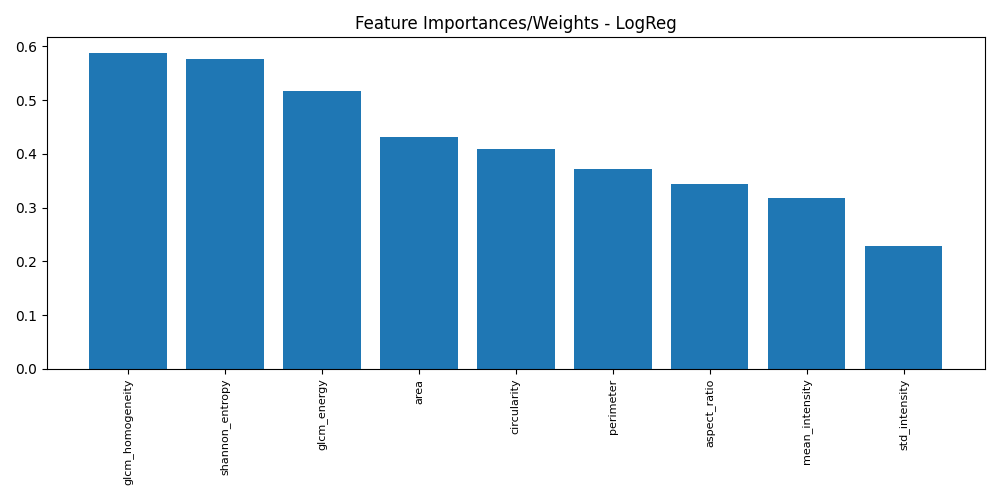 Feature Importances/Weights - LogReg
0.6
0.5
0.4
0.3
0.2
0.1
0.0
glcm_homogeneity
shannon_entropy
glcm_energy
area
circularity
perimeter
aspect_ratio
mean_intensity
std_intensity